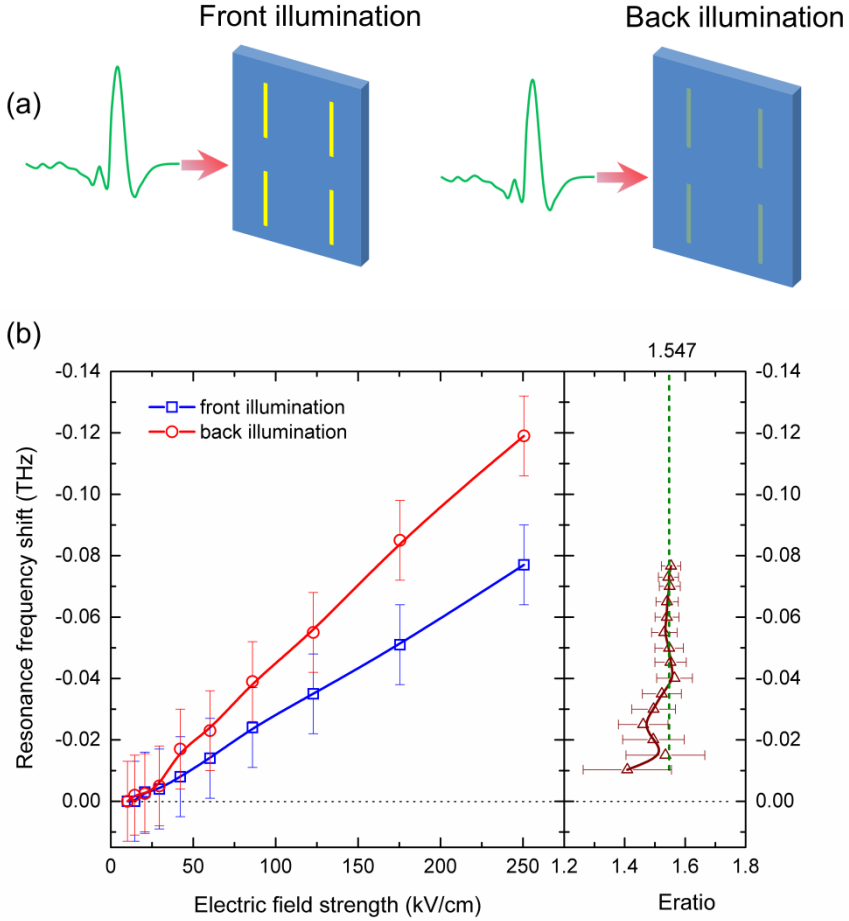 Front illumination
Back illumination
(a)
(b)
1.547
-0.14
-0.12
-0.10
-0.08
-0.06
-0.04
-0.02
0.00
Resonance frequency shift (THz)
front illumination
back illumination
-0.14
-0.12
-0.10
-0.08
-0.06
-0.04
-0.02
0.00
0 50 100 150 200 250
1.2 1.4 1.6 1.8
Electric field strength (kV/cm)
Eratio